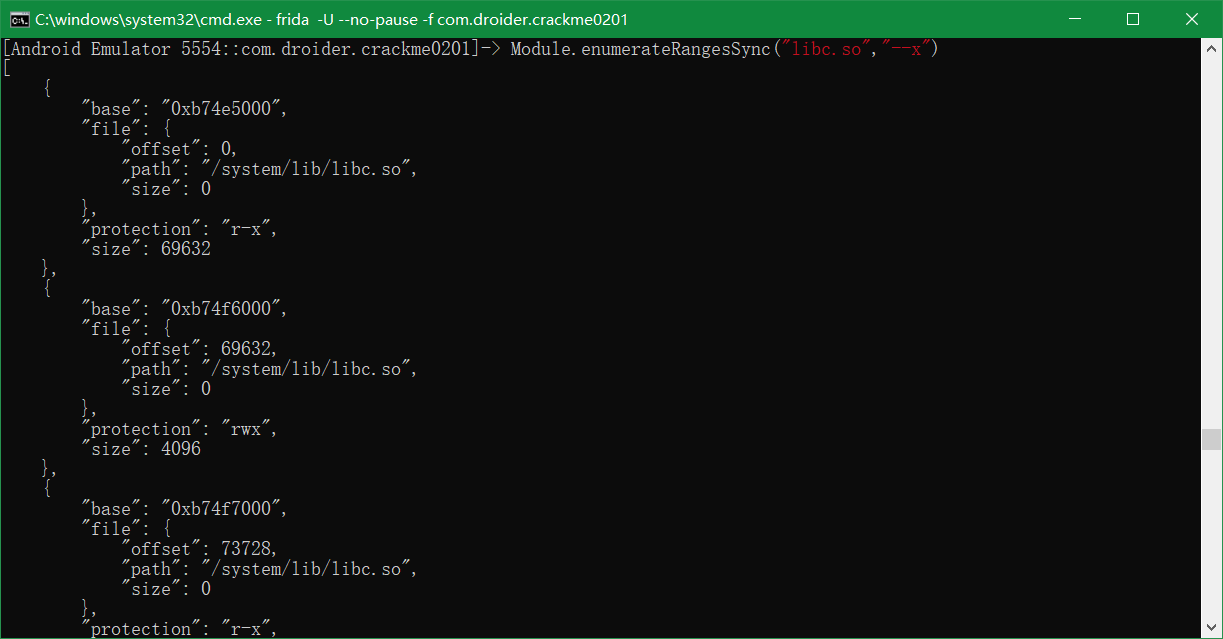 C:\windows\system32\cmd.exe - frida  -U --no-pause -f com.droider.crackme0201
[Android Emulator 5554::com.droider.crackme0201]-> Module.enumerateRangesSync("libc.so","--x")
[
    {
        "base": "0xb74e5000",
        "file": {
            "offset": 0,
            "path": "/system/lib/libc.so",
            "size": 0
        },
        "protection": "r-x",
        "size": 69632
    },
    {
        "base": "0xb74f6000",
        "file": {
            "offset": 69632,
            "path": "/system/lib/libc.so",
            "size": 0
        },
        "protection": "rwx",
        "size": 4096
    },
    {
        "base": "0xb74f7000",
        "file": {
            "offset": 73728,
            "path": "/system/lib/libc.so",
            "size": 0
        },
        "protection": "r-x",